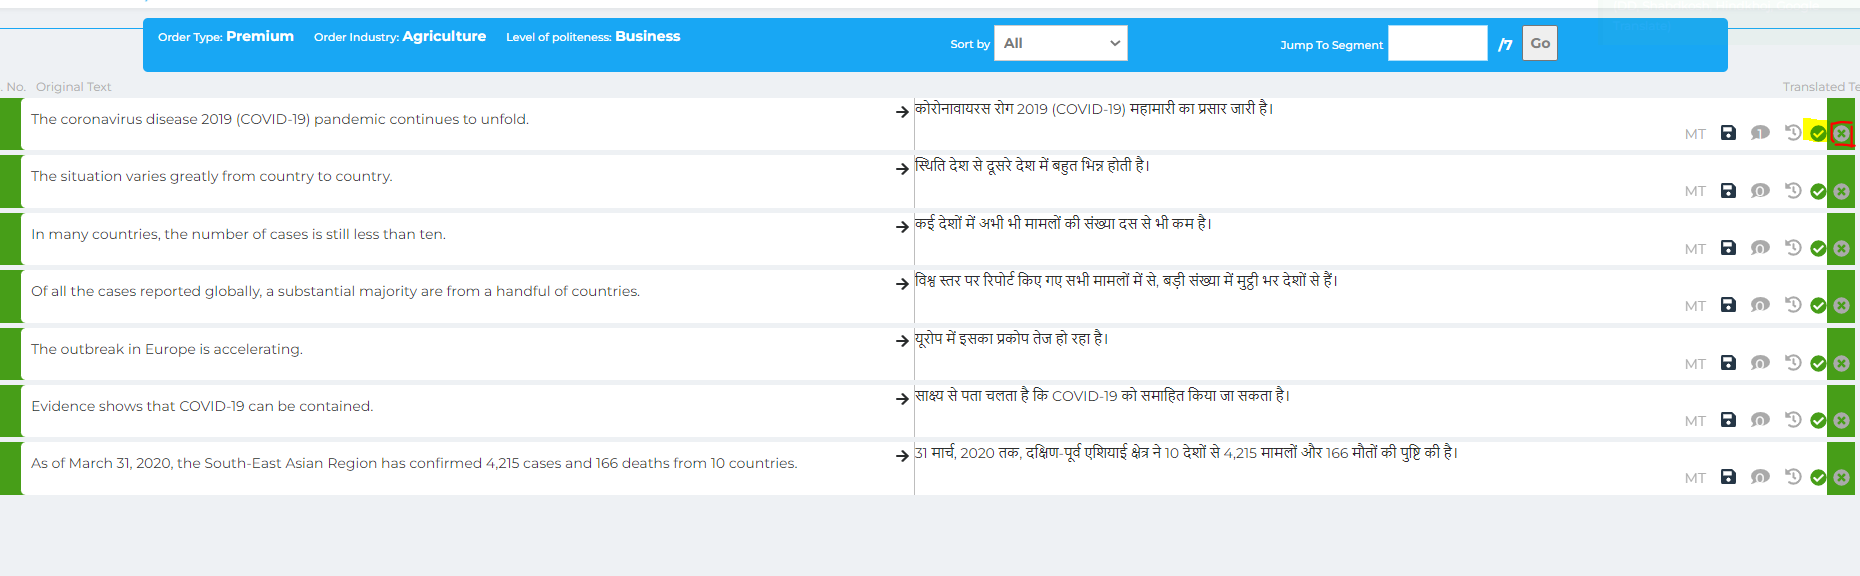 Order Type: Premium Order Industry: Agriculture Level of politeness: Business Sort by All Jump To Segment /7 Go
. No. Original Text Translated Te
The coronavirus disease 2019 (COVID-19) pandemic continues to unfold.
कोरोनावायरस रोग 2019 (COVID-19) महामारी का प्रसार जारी है।
MT 1
The situation varies greatly from country to country.
स्थिति देश से दूसरे देश में बहुत भिन्न होती है।
MT 0
In many countries, the number of cases is still less than ten.
कई देशों में अभी भी मामलों की संख्या दस से भी कम है।
MT 0
Of all the cases reported globally, a substantial majority are from a handful of countries.
विश्व स्तर पर रिपोर्ट किए गए सभी मामलों में से, बड़ी संख्या में मुट्ठी भर देशों से हैं।
MT 0
The outbreak in Europe is accelerating.
यूरोप में इसका प्रकोप तेज हो रहा है।
MT 0
Evidence shows that COVID-19 can be contained.
साक्ष्य से पता चलता है कि COVID-19 को समाहित किया जा सकता है।
MT 0
As of March 31, 2020, the South-East Asian Region has confirmed 4,215 cases and 166 deaths from 10 countries.
31 मार्च, 2020 तक, दक्षिण-पूर्व एशियाई क्षेत्र ने 10 देशों से 4,215 मामलों और 166 मौतों की पुष्टि की है।
MT 0